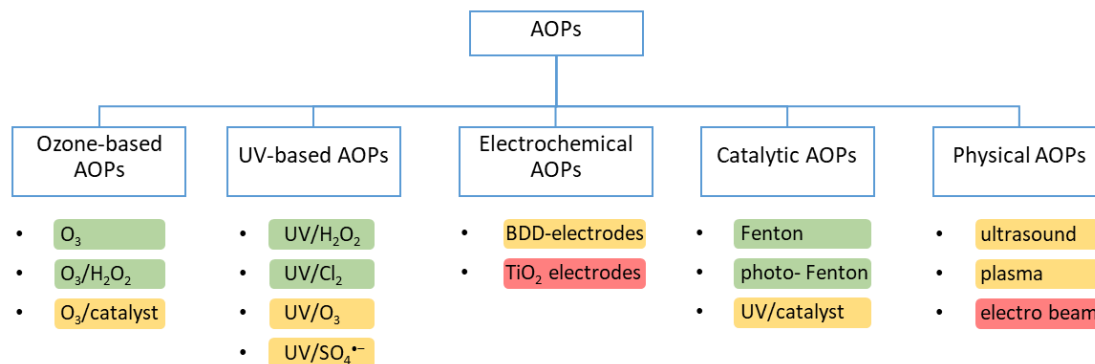 AOPs
Ozone-based
AOPs
UV-based AOPs
Electrochemical
AOPs
Catalytic AOPs
Physical AOPs
• O₃
• O₃/H₂O₂
• O₃/catalyst
• UV/H₂O₂
• UV/Cl₂
• UV/O₃
• UV/SO₄•−
• BDD-electrodes
• TiO₂ electrodes
• Fenton
• photo- Fenton
• UV/catalyst
• ultrasound
• plasma
• electro beam